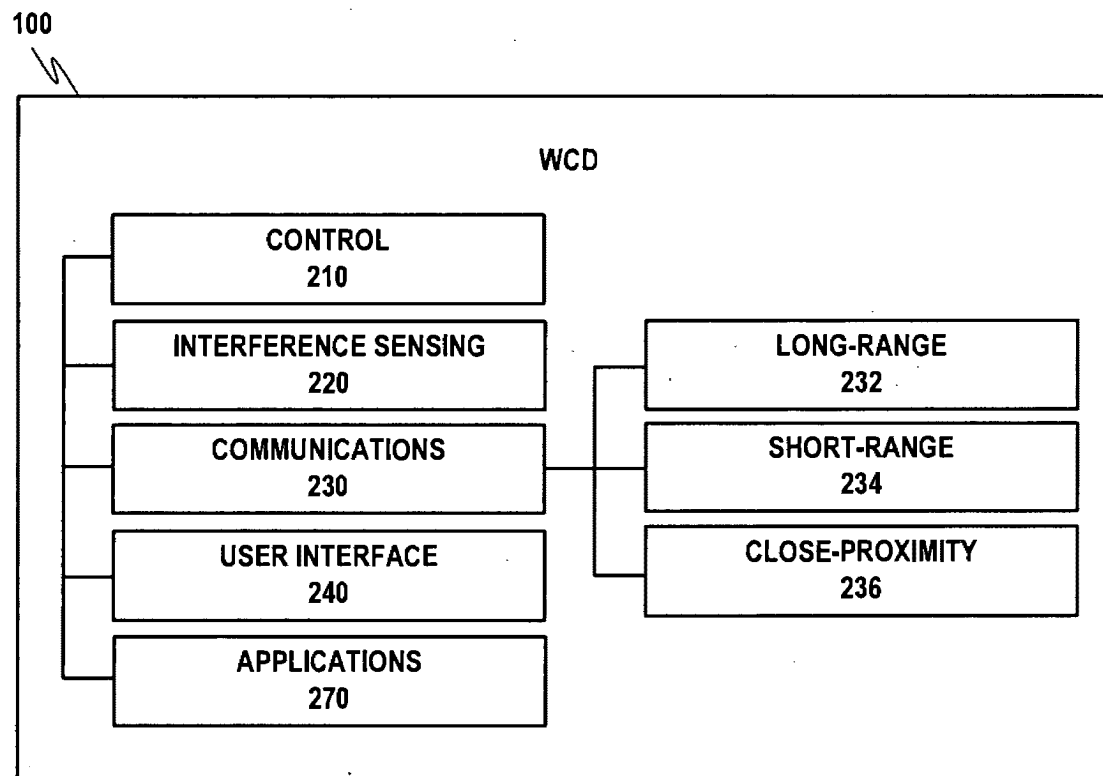 100
WCD
CONTROL
210
INTERFERENCE SENSING
220
COMMUNICATIONS
230
USER INTERFACE
240
APPLICATIONS
270
LONG-RANGE
232
SHORT-RANGE
234
CLOSE-PROXIMITY
236